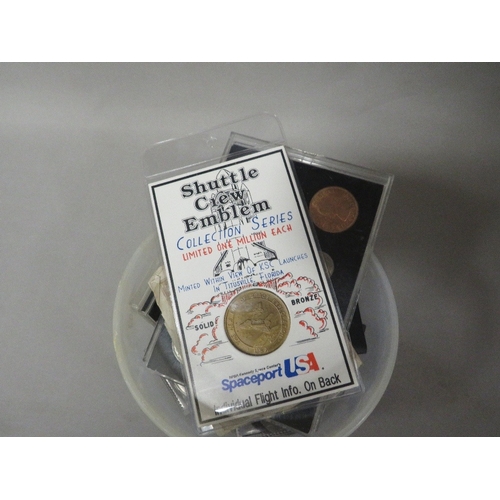 Shuttle
Crew
Emblem
COLLECTION SERIES
LIMITED ONE MILLION EACH
MINTED WITHIN VIEW OF KSC LAUNCHES
IN TITUSVILLE, FLORIDA
SOLID BRONZE
Spaceport USA
Individual Flight Info. On Back